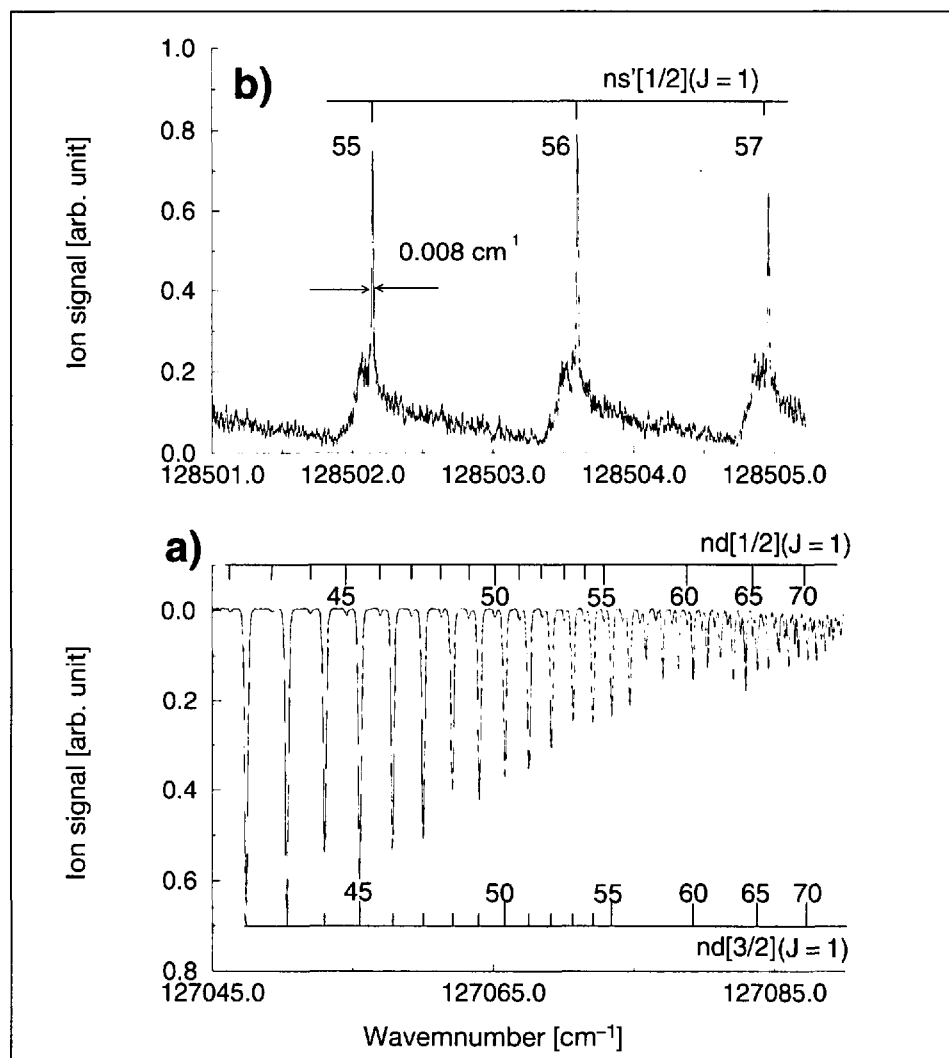 1.0
b)
ns'[1/2](J = 1)
0.8
55
56
57
0.6
0.008 cm¹
0.4
0.2
0.0
Ion signal [arb. unit]
128501.0 128502.0 128503.0 128504.0 128505.0
a)
nd[1/2](J = 1)
45 50 55 60 65 70
0.0
0.2
0.4
0.6
0.8
Ion signal [arb. unit]
45 50 55 60 65 70
nd[3/2](J = 1)
127045.0 127065.0 127085.0
Wavemnumber [cm⁻¹]